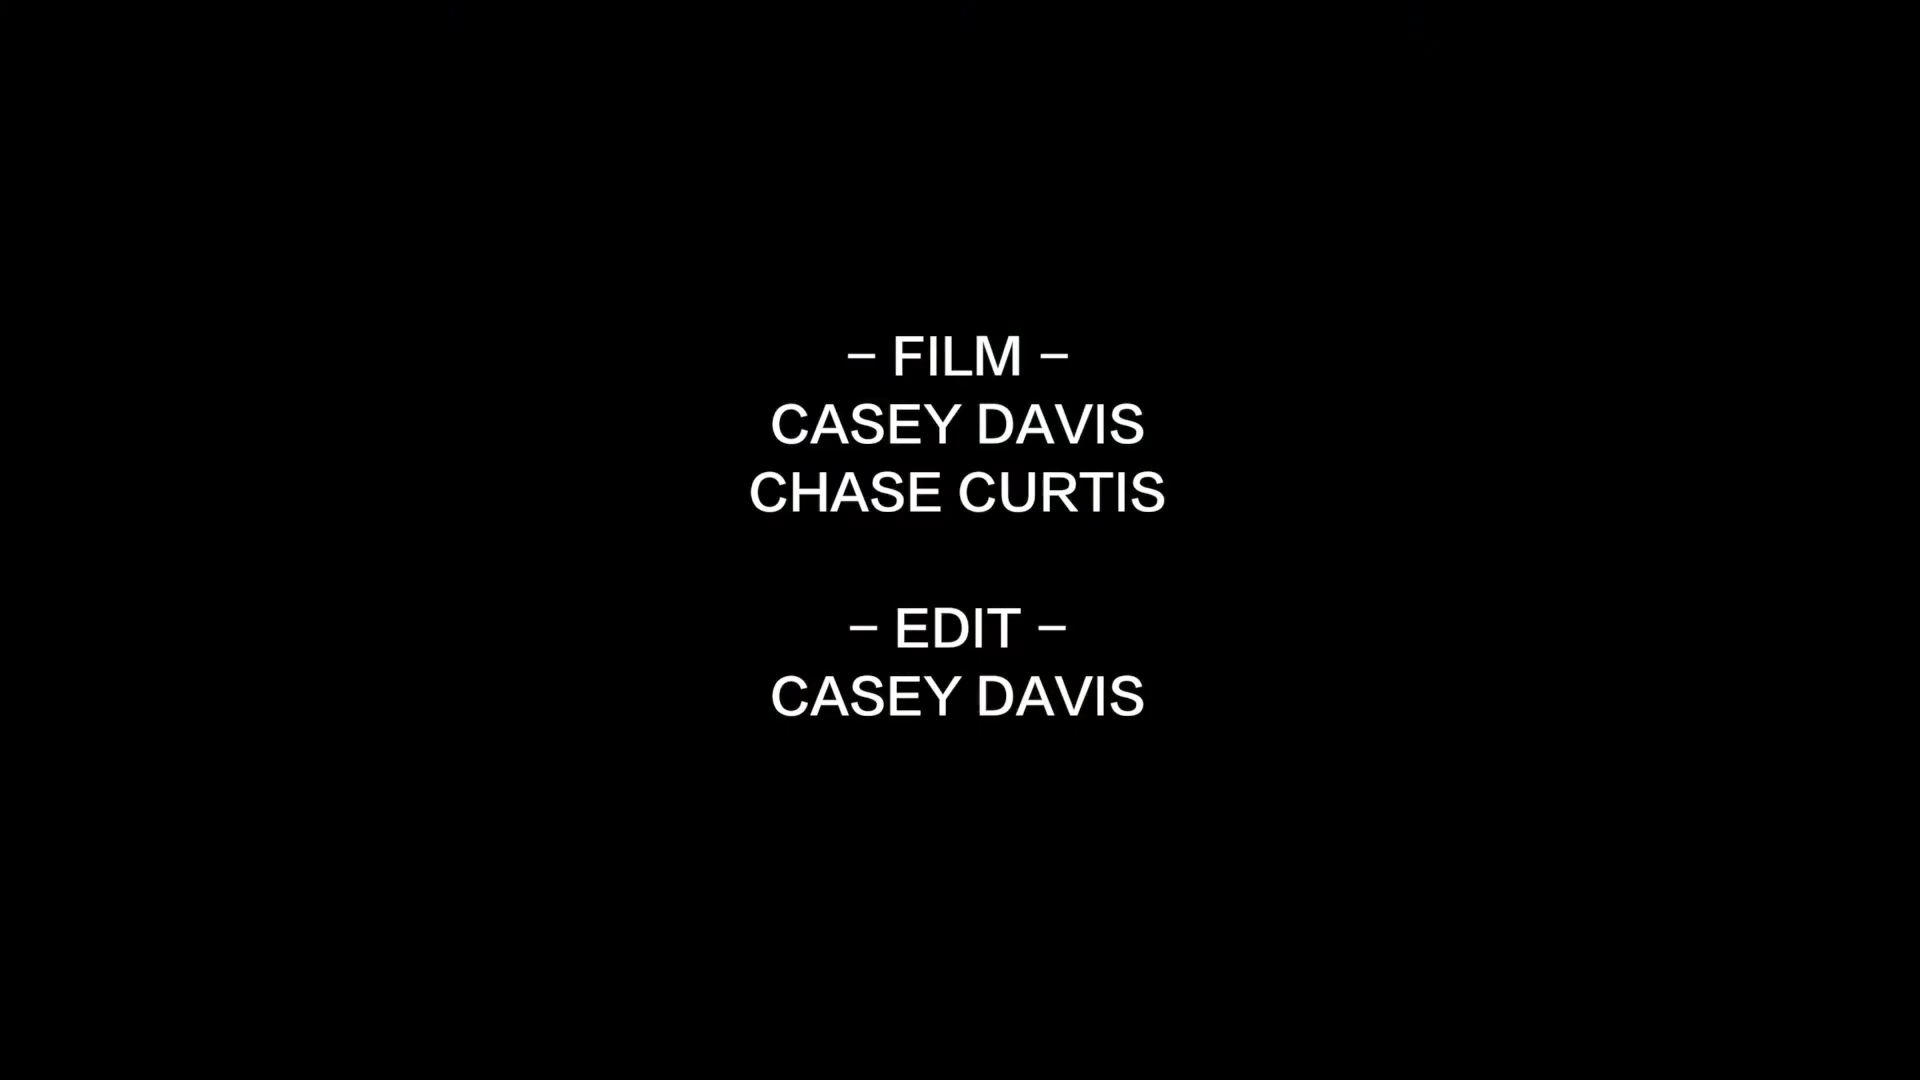 – FILM –
CASEY DAVIS
CHASE CURTIS
– EDIT –
CASEY DAVIS